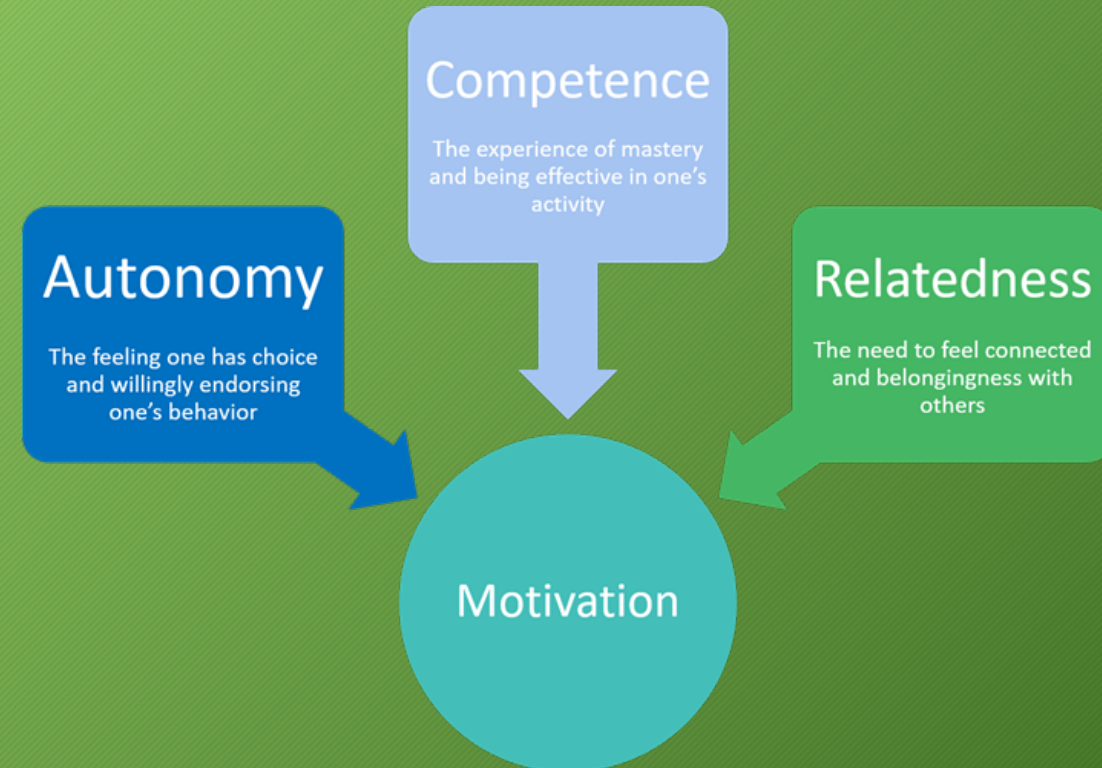 Competence
The experience of mastery
and being effective in one’s
activity
Autonomy
The feeling one has choice
and willingly endorsing
one’s behavior
Relatedness
The need to feel connected
and belongingness with
others
Motivation